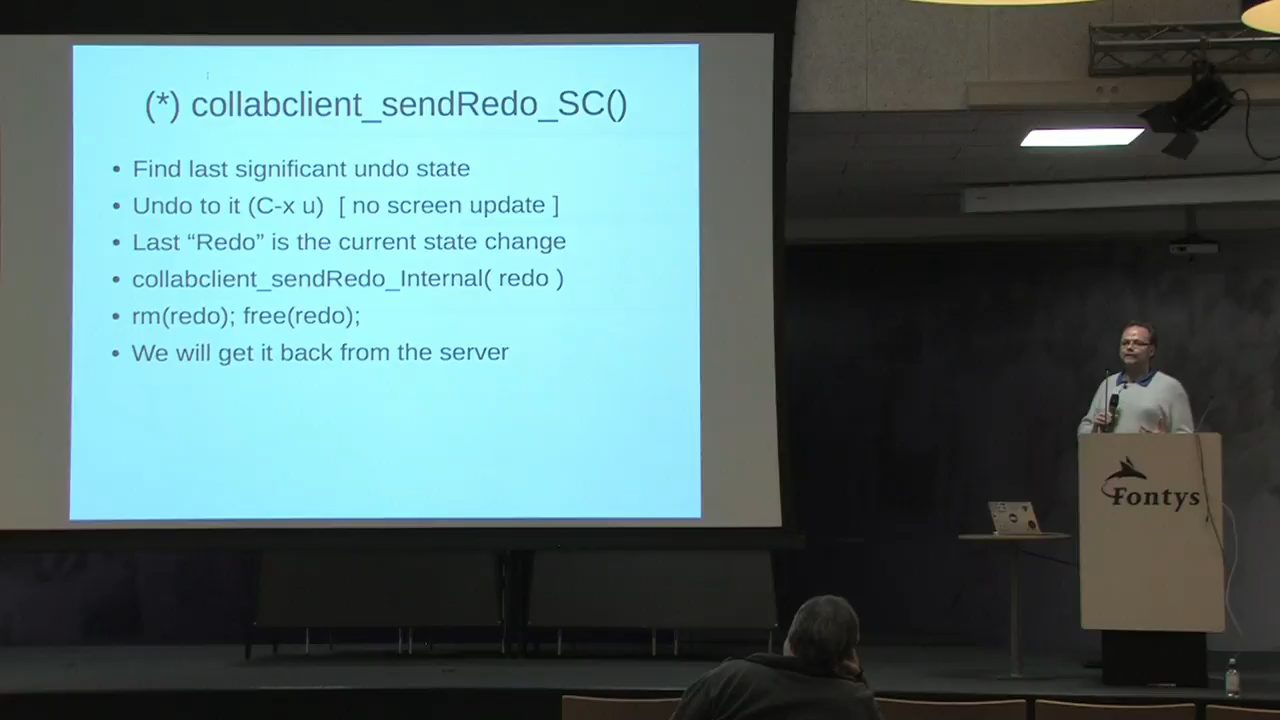 (*) collabclient_sendRedo_SC()
• Find last significant undo state
• Undo to it (C-x u)  [ no screen update ]
• Last “Redo” is the current state change
• collabclient_sendRedo_Internal( redo )
• rm(redo); free(redo);
• We will get it back from the server
Fontys